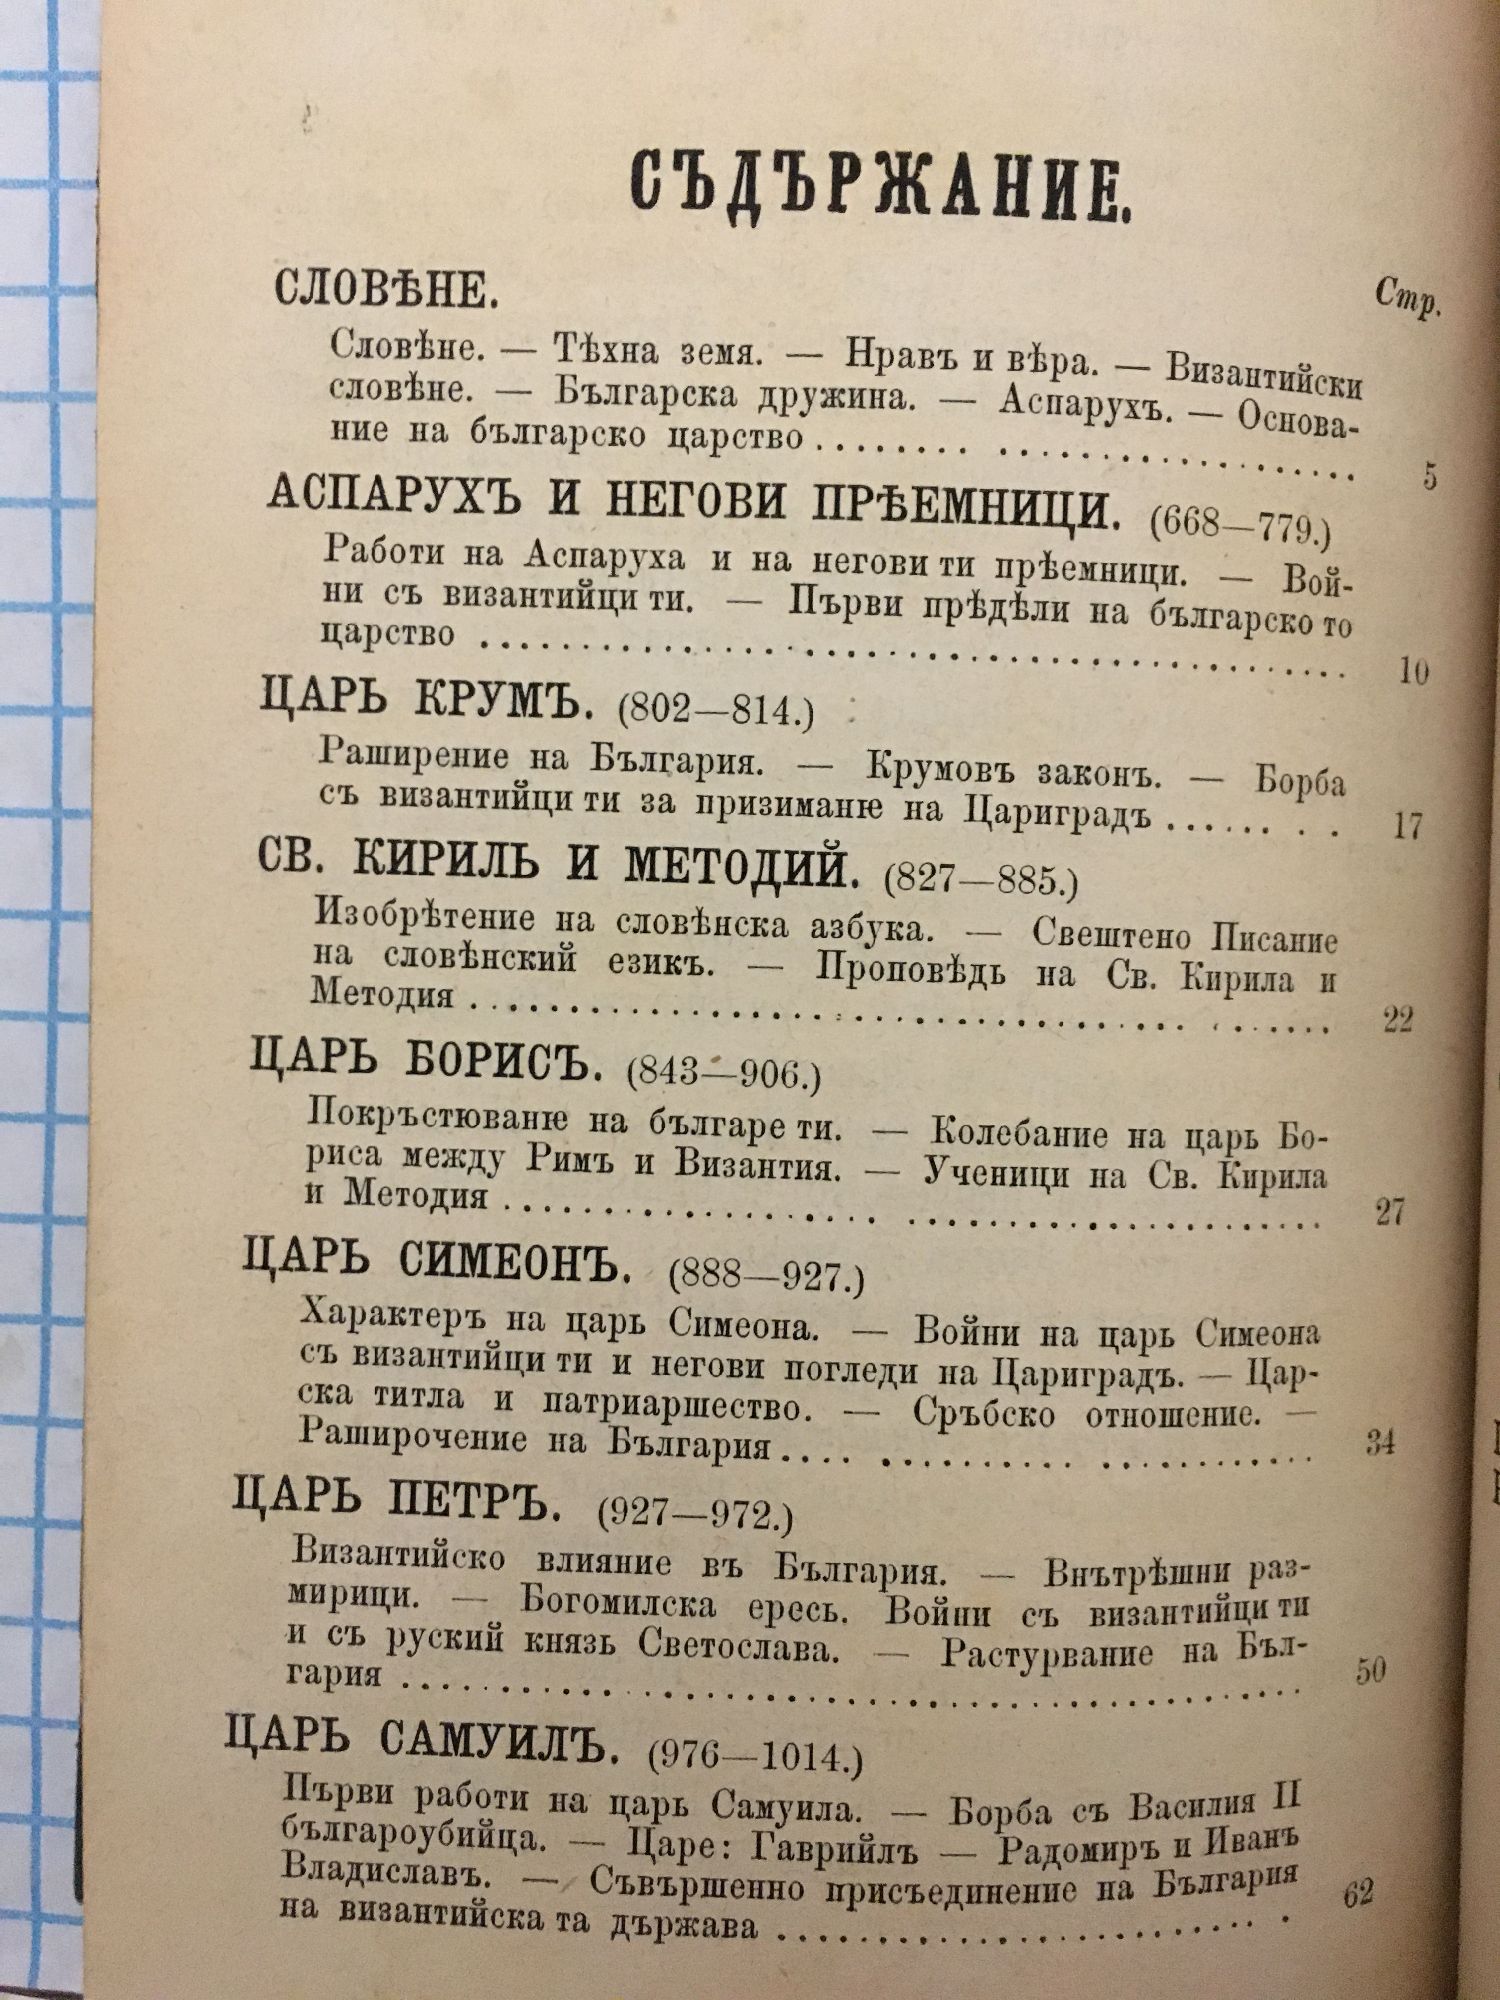 СЪДЪРЖАНИЕ.
Стр.
СЛОВѢНЕ.
Словѣне. — Тѣхна земя. — Нравъ и вѣра. — Византийски
словѣне. — Българска дружина. — Аспарухъ. — Основа-
ние на българско царство . . . . . . . . . . . . . . . . . . . . . . . . . . 5
АСПАРУХЪ И НЕГОВИ ПРѢЕМНИЦИ. (668—779.)
Работи на Аспаруха и на негови ти прѣемници. — Вой-
ни съ византийци ти. — Първи прѣдѣли на българско то
царство . . . . . . . . . . . . . . . . . . . . . . . . . . . . . . . . . . . . . . . . . . 10
ЦАРЬ КРУМЪ. (802—814.)
Раширение на България. — Крумовъ законъ. — Борба
съ византийци ти за призиманѥ на Цариградъ . . . . . . . . 17
СВ. КИРИЛЬ И МЕТОДИЙ. (827—885.)
Изобрѣтение на словѣнска азбука. — Свештено Писание
на словѣнский езикъ. — Проповѣдь на Св. Кирила и
Методия . . . . . . . . . . . . . . . . . . . . . . . . . . . . . . . . . . . . . . . . . . 22
ЦАРЬ БОРИСЪ. (843—906.)
Покръстюванѥ на българе ти. — Колебание на царь Бо-
риса между Римъ и Византия. — Ученици на Св. Кирила
и Методия . . . . . . . . . . . . . . . . . . . . . . . . . . . . . . . . . . . . . . . . 27
ЦАРЬ СИМЕОНЪ. (888—927.)
Характеръ на царь Симеона. — Войни на царь Симеона
съ византийци ти и негови погледи на Цариградъ. — Цар-
ска титла и патриаршество. — Сръбско отношение. —
Раширочение на България . . . . . . . . . . . . . . . . . . . . . . . . . . 34
ЦАРЬ ПЕТРЪ. (927—972.)
Византийско влияние въ България. — Внътрѣшни раз-
мирици. — Богомилска ересь. Войни съ византийци ти
и съ руский князь Светослава. — Растурвание на Бъл-
гария . . . . . . . . . . . . . . . . . . . . . . . . . . . . . . . . . . . . . . . . . . . . 50
ЦАРЬ САМУИЛЪ. (976—1014.)
Първи работи на царь Самуила. — Борба съ Василия II
българоубийца. — Царе: Гаврийлъ — Радомиръ и Иванъ
Владиславъ. — Съвършенно присъединение на България
на византийска та държава . . . . . . . . . . . . . . . . . . . . . . . . . . 62